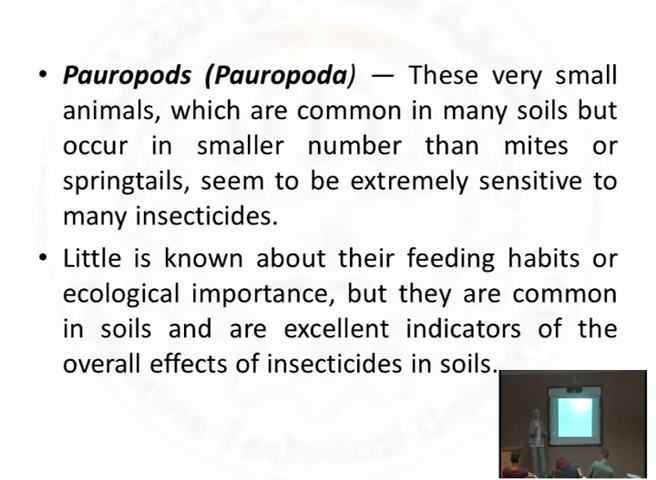 • Pauropods (Pauropoda) — These very small
animals, which are common in many soils but
occur in smaller number than mites or
springtails, seem to be extremely sensitive to
many insecticides.
• Little is known about their feeding habits or
ecological importance, but they are common
in soils and are excellent indicators of the
overall effects of insecticides in soils.